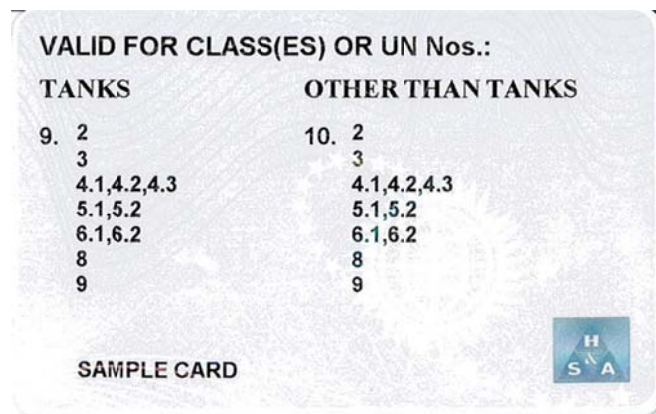 VALID FOR CLASS(ES) OR UN Nos.:
TANKS
9. 2
3
4.1,4.2,4.3
5.1,5.2
6.1,6.2
8
9
OTHER THAN TANKS
10. 2
3
4.1,4.2,4.3
5.1,5.2
6.1,6.2
8
9
SAMPLE CARD
H
S & A